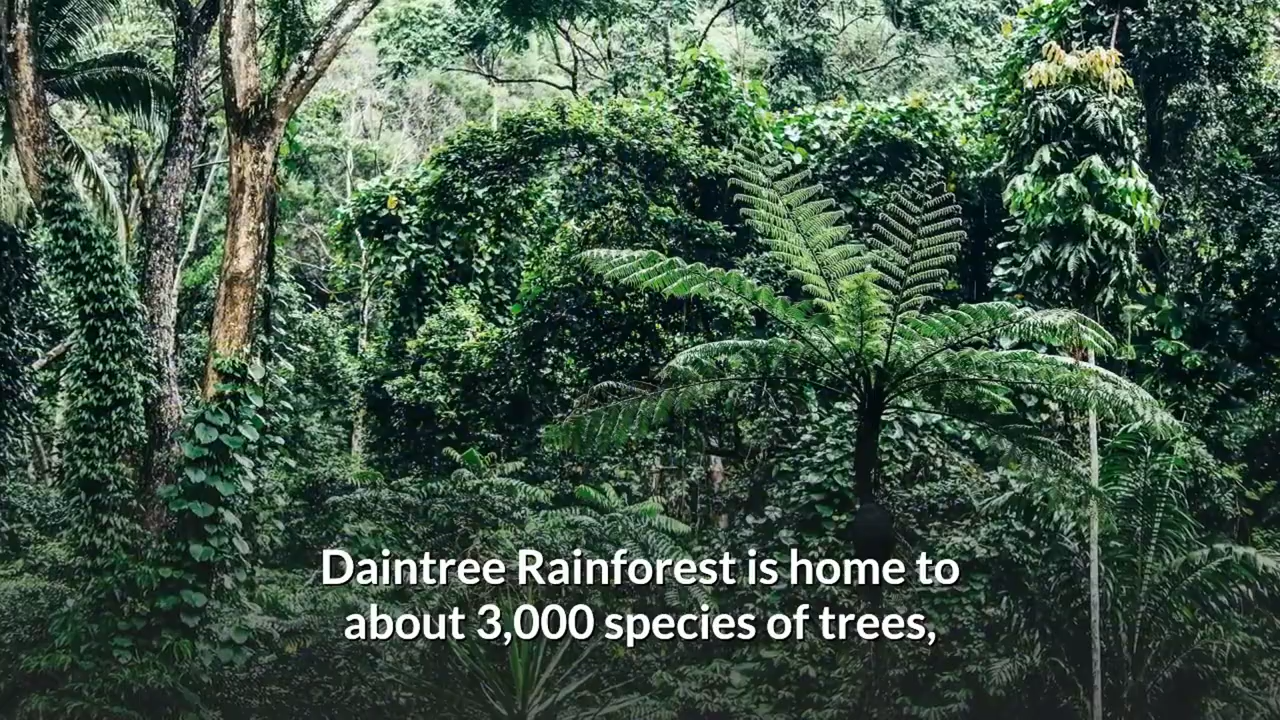 Daintree Rainforest is home to
about 3,000 species of trees,